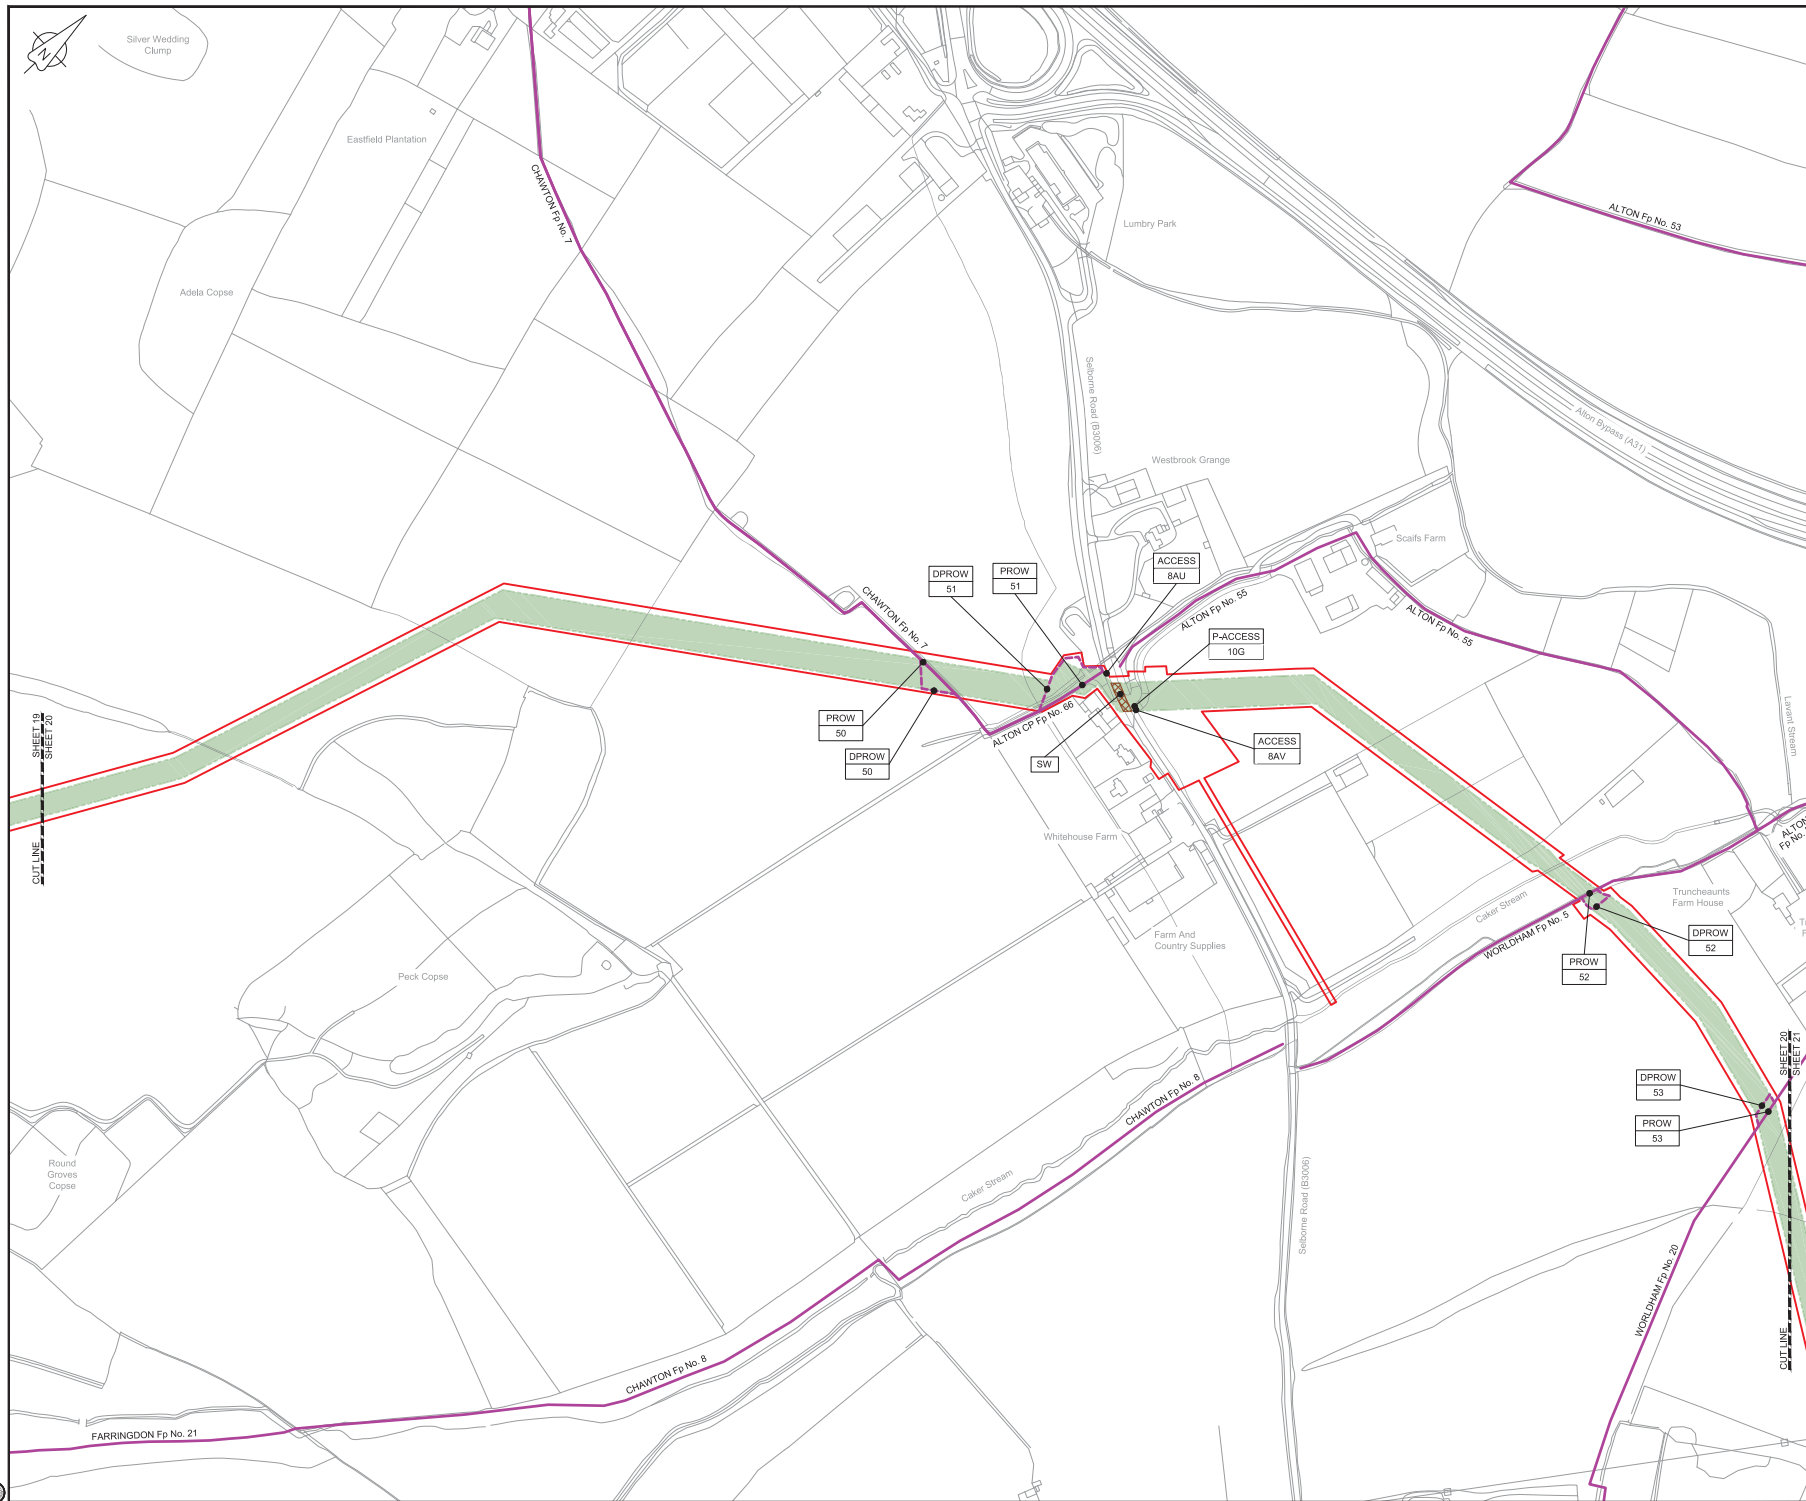 N
Silver Wedding
Clump
Eastfield Plantation
CHAWTON Fp No. 7
Adela Copse
Lumbry Park
ALTON Fp No. 53
Selborne Road (B3006)
Alton Bypass (A31)
Westbrook Grange
Scaifs Farm
ACCESS
8AU
DPROW
51
PROW
51
CHAWTON Fp No. 7
ALTON Fp No. 55
ALTON Fp No. 55
P-ACCESS
10G
Lavant Stream
PROW
50
DPROW
50
ALTON CP Fp No. 66
SW
ACCESS
8AV
CUT LINE
SHEET 19
SHEET 20
Whitehouse Farm
ALTON
Fp No.
Truncheaunts
Farm House
Caker Stream
WORLDHAM Fp No. 5
DPROW
52
PROW
52
Farm And
Country Supplies
Peck Copse
DPROW
53
PROW
53
SHEET 20
SHEET 21
CUT LINE
CHAWTON Fp No. 8
Caker Stream
Selborne Road (B3006)
Round
Groves
Copse
WORLDHAM Fp No. 20
CHAWTON Fp No. 8
FARRINGDON Fp No. 21